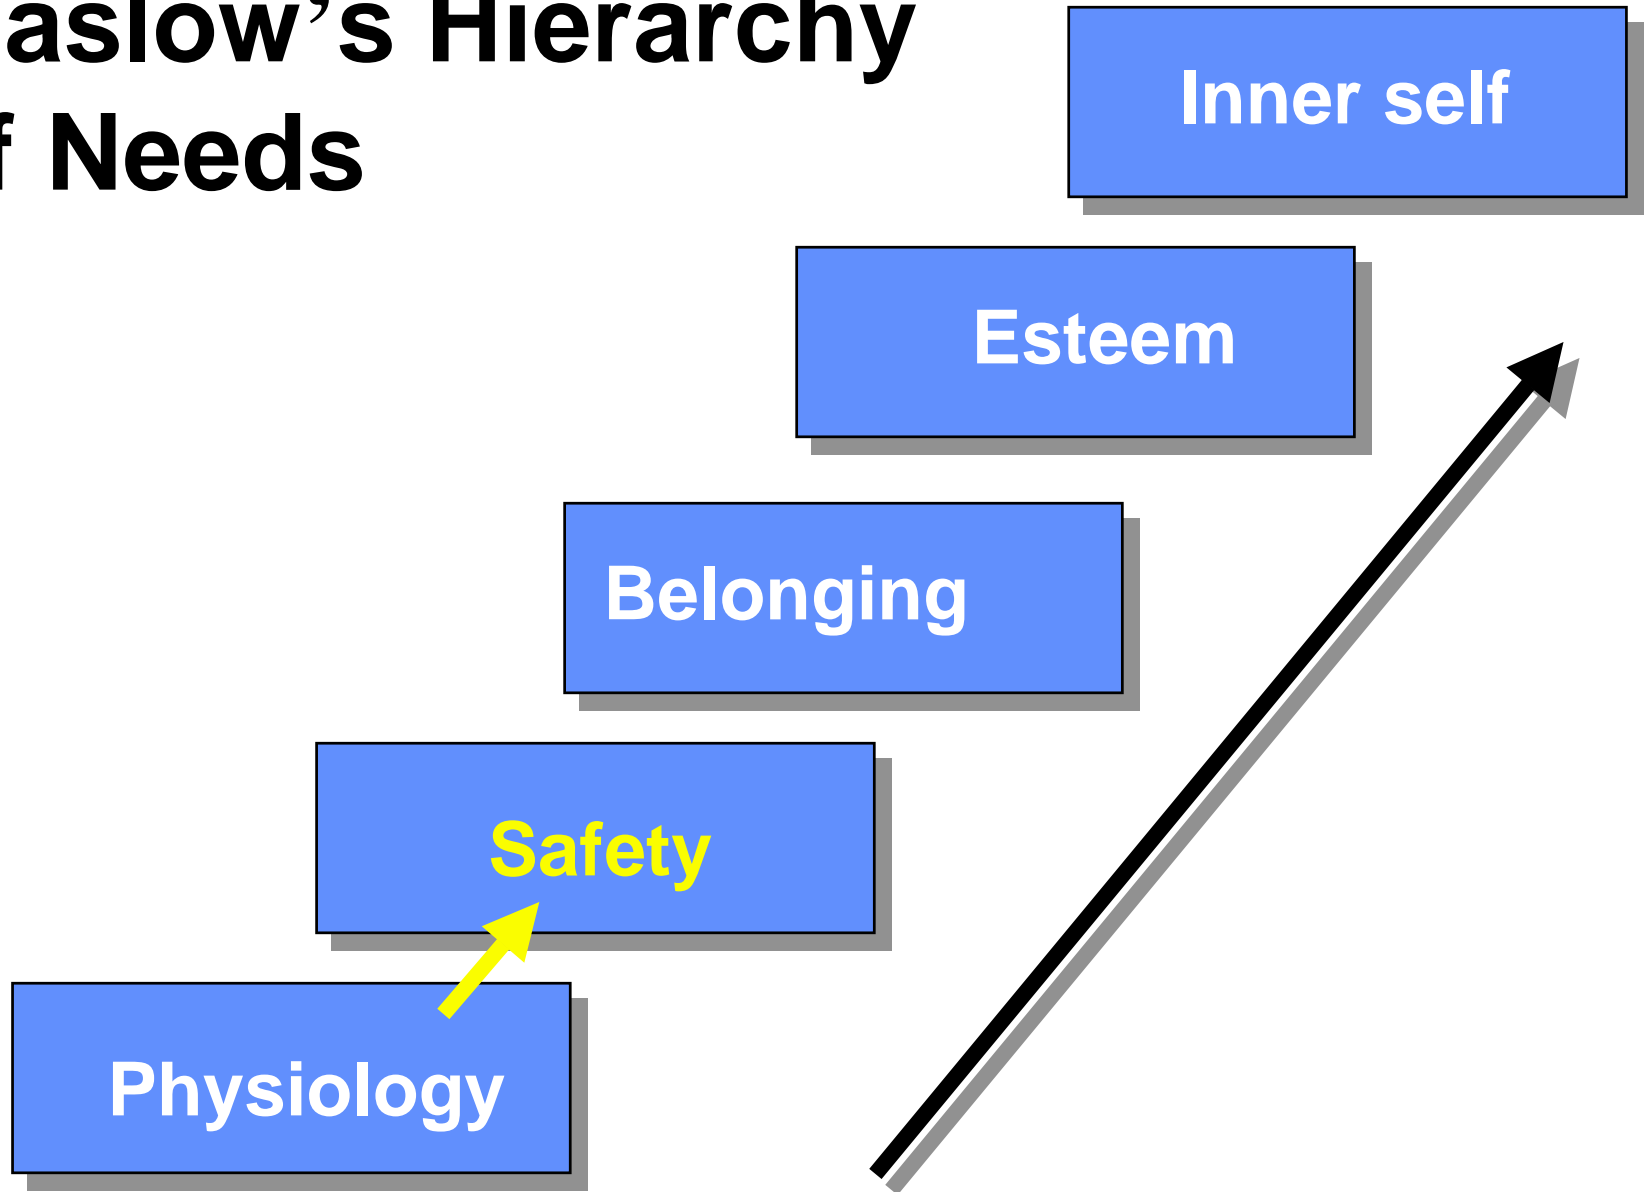 aslow’s Hierarchy
f Needs
Inner self
Esteem
Belonging
Safety
Physiology